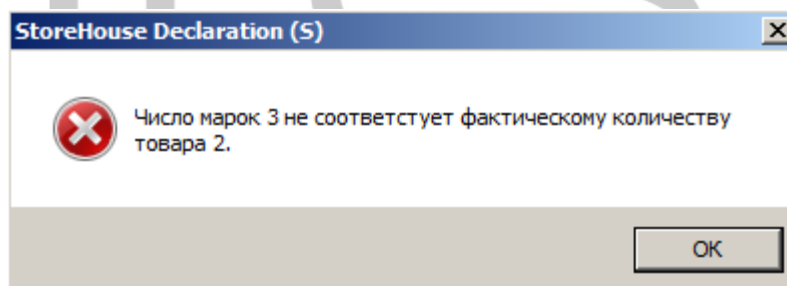 StoreHouse Declaration (S)
Число марок 3 не соответстует фактическому количеству
товара 2.
OK